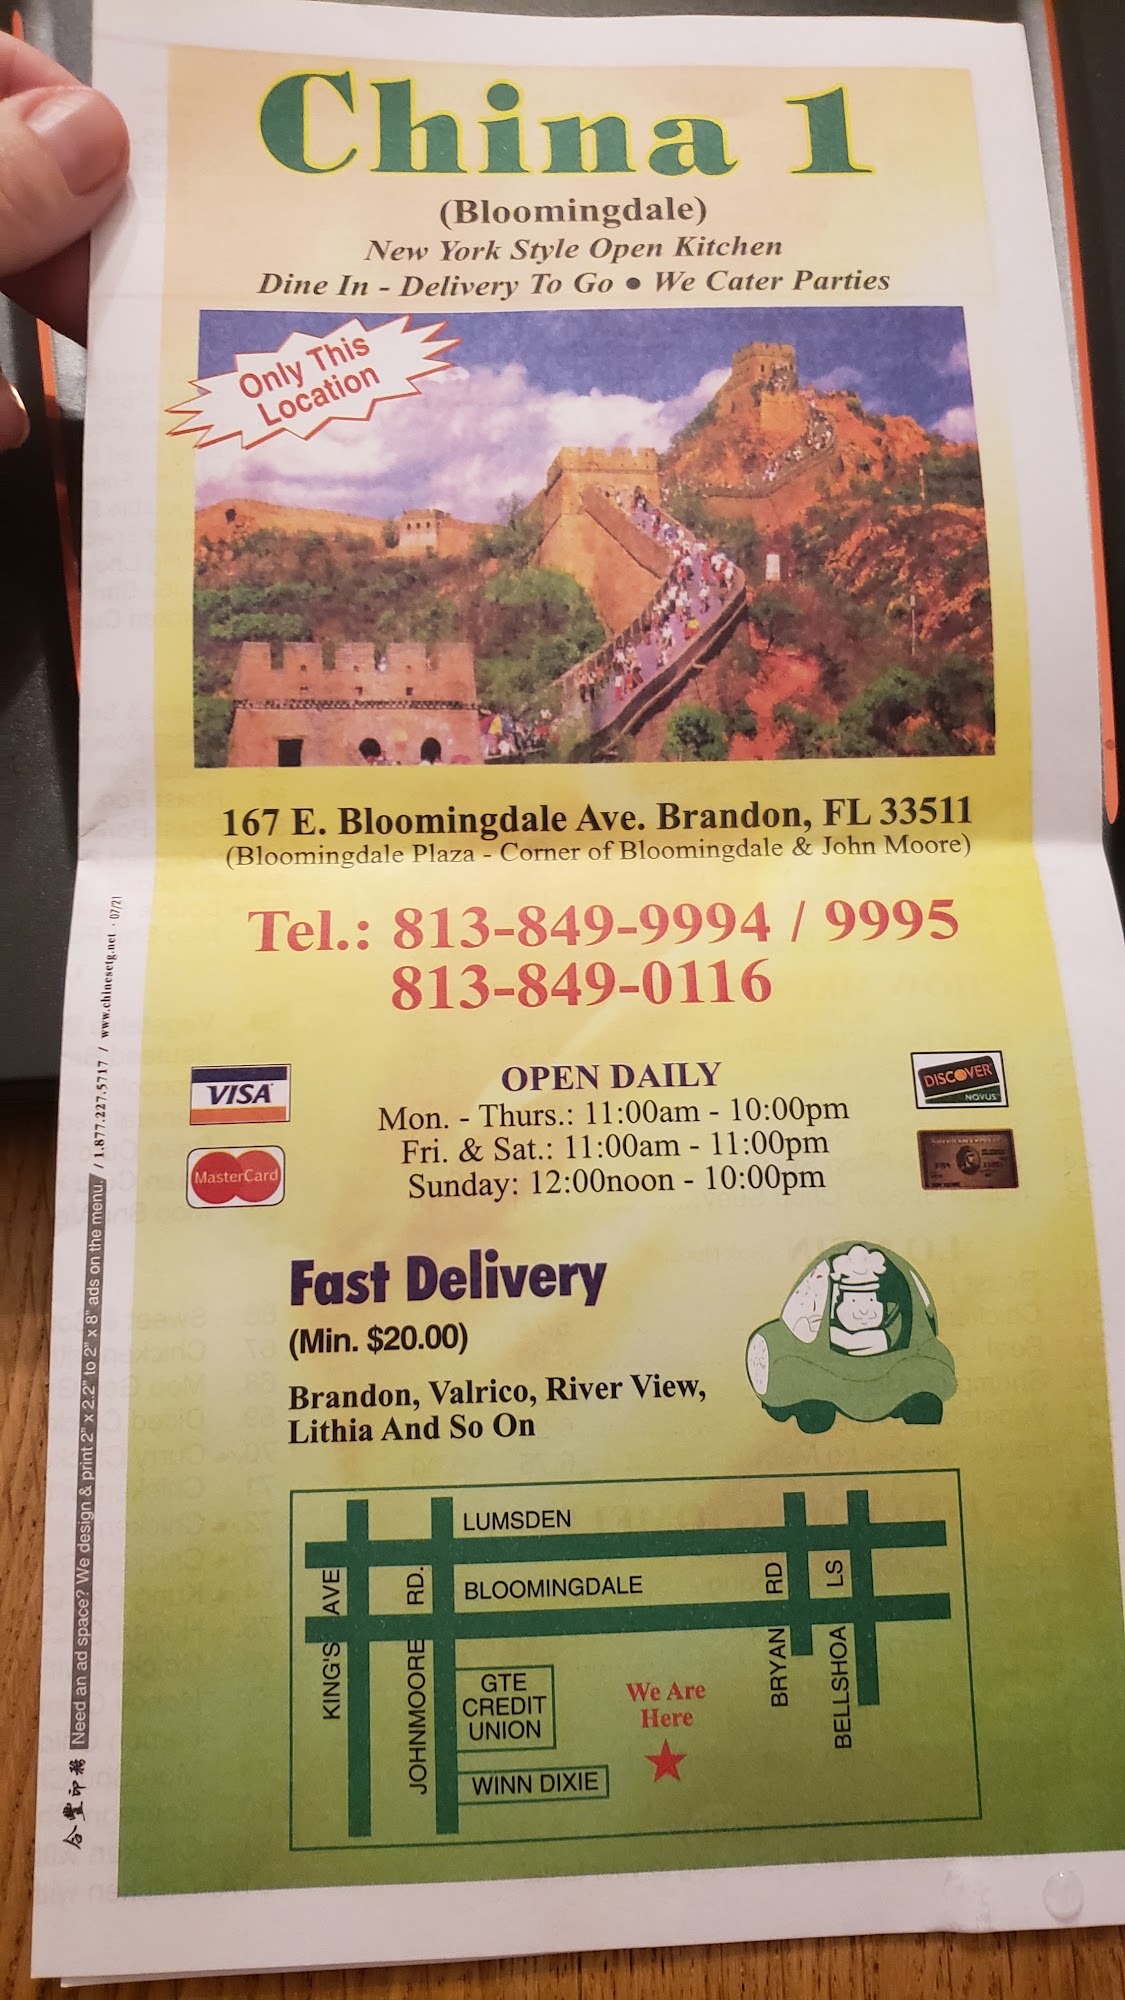 China 1
(Bloomingdale)
New York Style Open Kitchen
Dine In - Delivery To Go ● We Cater Parties
Only This
Location
167 E. Bloomingdale Ave. Brandon, FL 33511
(Bloomingdale Plaza - Corner of Bloomingdale & John Moore)
Tel.: 813-849-9994 / 9995
813-849-0116
VISA
MasterCard
OPEN DAILY
Mon. - Thurs.: 11:00am - 10:00pm
Fri. & Sat.: 11:00am - 11:00pm
Sunday: 12:00noon - 10:00pm
DISCOVER
NOVUS
Fast Delivery
(Min. $20.00)
Brandon, Valrico, River View,
Lithia And So On
LUMSDEN
BLOOMINGDALE
KING'S AVE
JOHNMOORE RD.
BRYAN RD
BELLSHOA LS
GTE
CREDIT
UNION
WINN DIXIE
We Are
Here
合豐印務 Need an ad space? We design & print 2" x 2.2" to 2" x 8" ads on the menu. / 1.877.227.5717 / www.chinesetg.net · 07/21